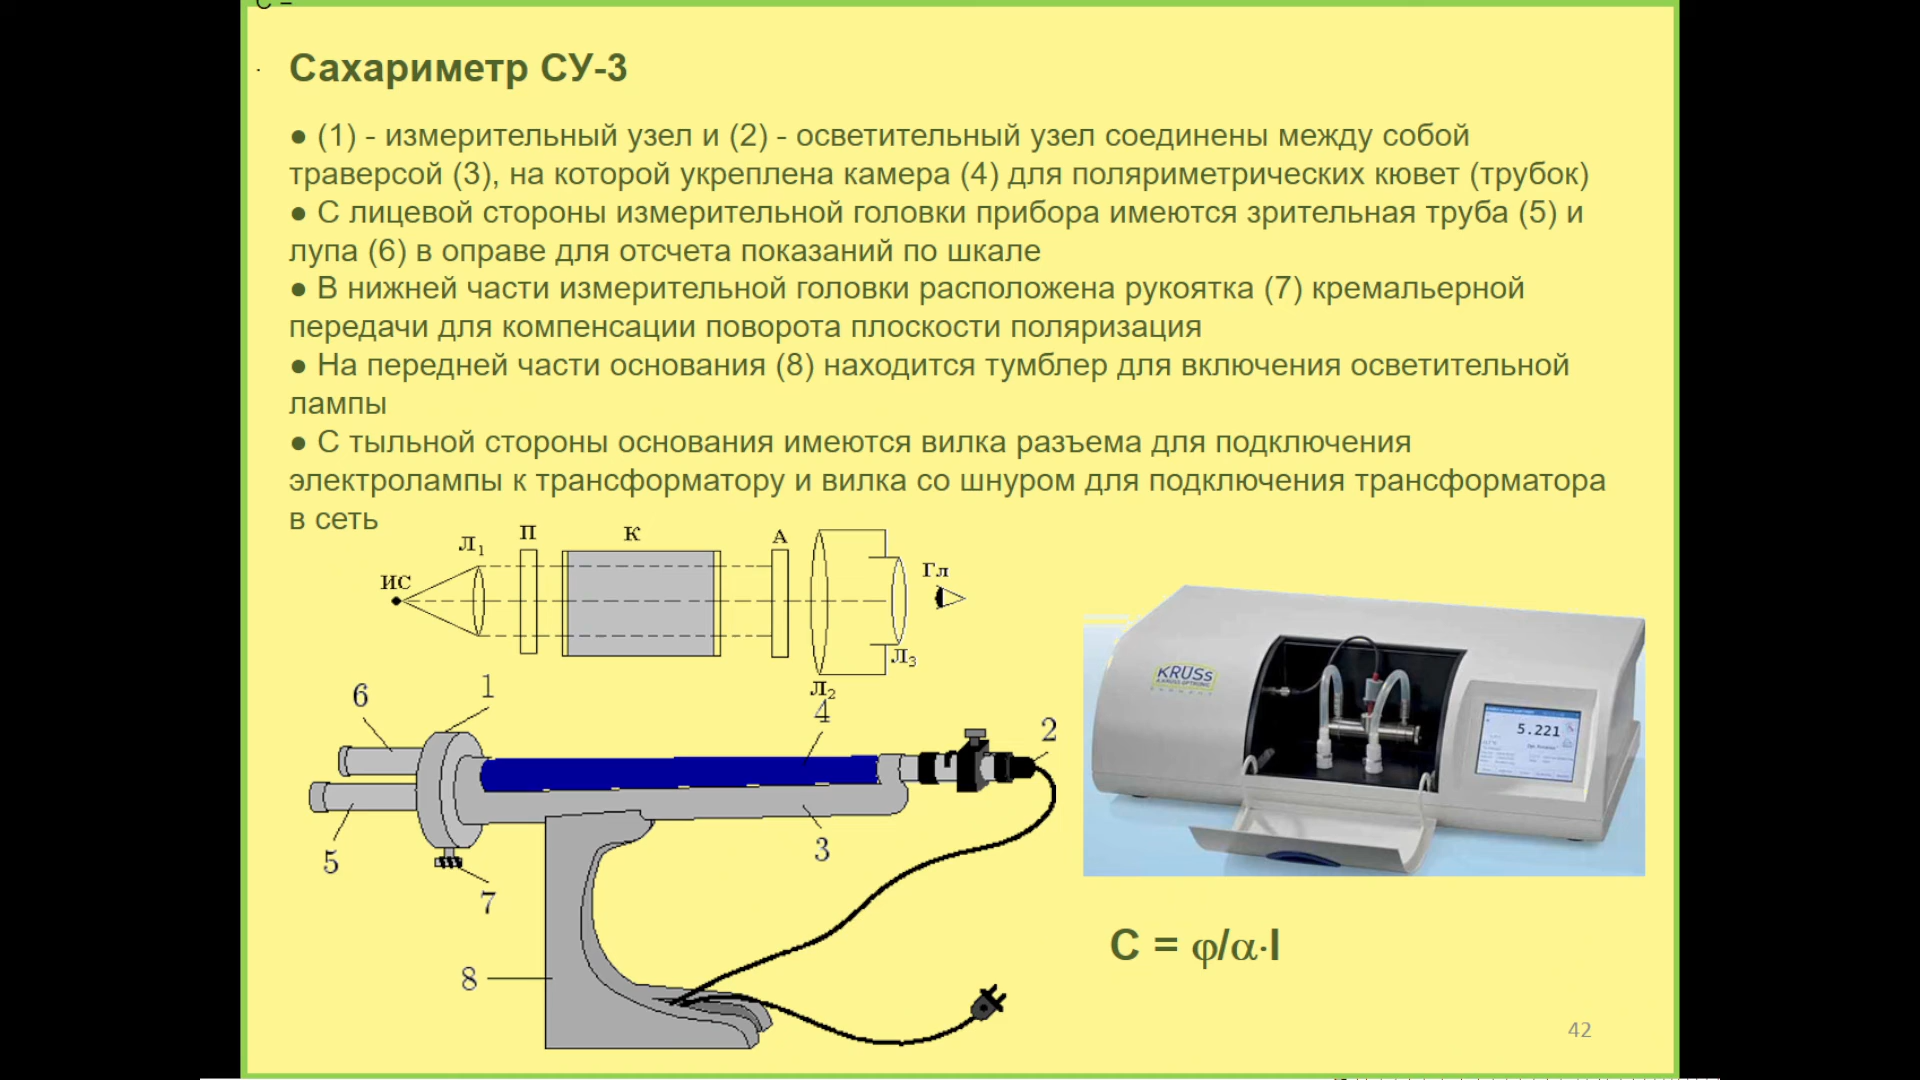 C =
Сахариметр СУ-3
● (1) - измерительный узел и (2) - осветительный узел соединены между собой
траверсой (3), на которой укреплена камера (4) для поляриметрических кювет (трубок)
● С лицевой стороны измерительной головки прибора имеются зрительная труба (5) и
лупа (6) в оправе для отсчета показаний по шкале
● В нижней части измерительной головки расположена рукоятка (7) кремальерной
передачи для компенсации поворота плоскости поляризация
● На передней части основания (8) находится тумблер для включения осветительной
лампы
● С тыльной стороны основания имеются вилка разъема для подключения
электролампы к трансформатору и вилка со шнуром для подключения трансформатора
в сеть
П К А
Л1
ИС
Гл
Л3
Л2
6 1
4
2
5
3
7
8
KRÜSS
5.221
C = φ/α·l
42